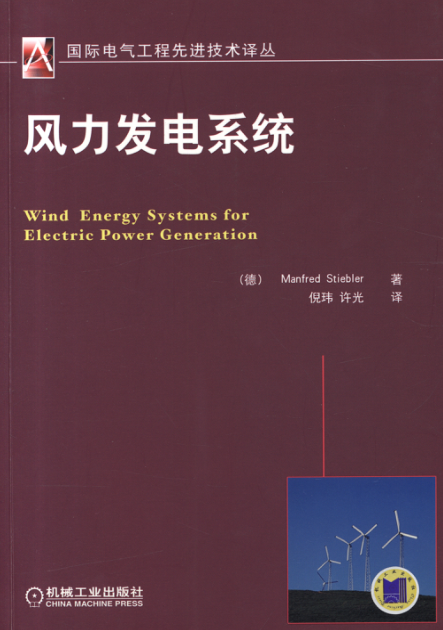 国际电气工程先进技术译丛
风力发电系统
Wind Energy Systems for
Electric Power Generation
(德) Manfred Stiebler 著
倪玮 许光 译
机械工业出版社
CHINA MACHINE PRESS